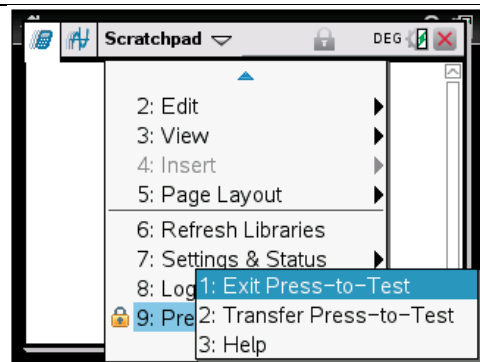 Scratchpad
DEG
2: Edit
3: View
4: Insert
5: Page Layout
6: Refresh Libraries
7: Settings & Status
8: Log
9: Pre
1: Exit Press-to-Test
2: Transfer Press-to-Test
3: Help